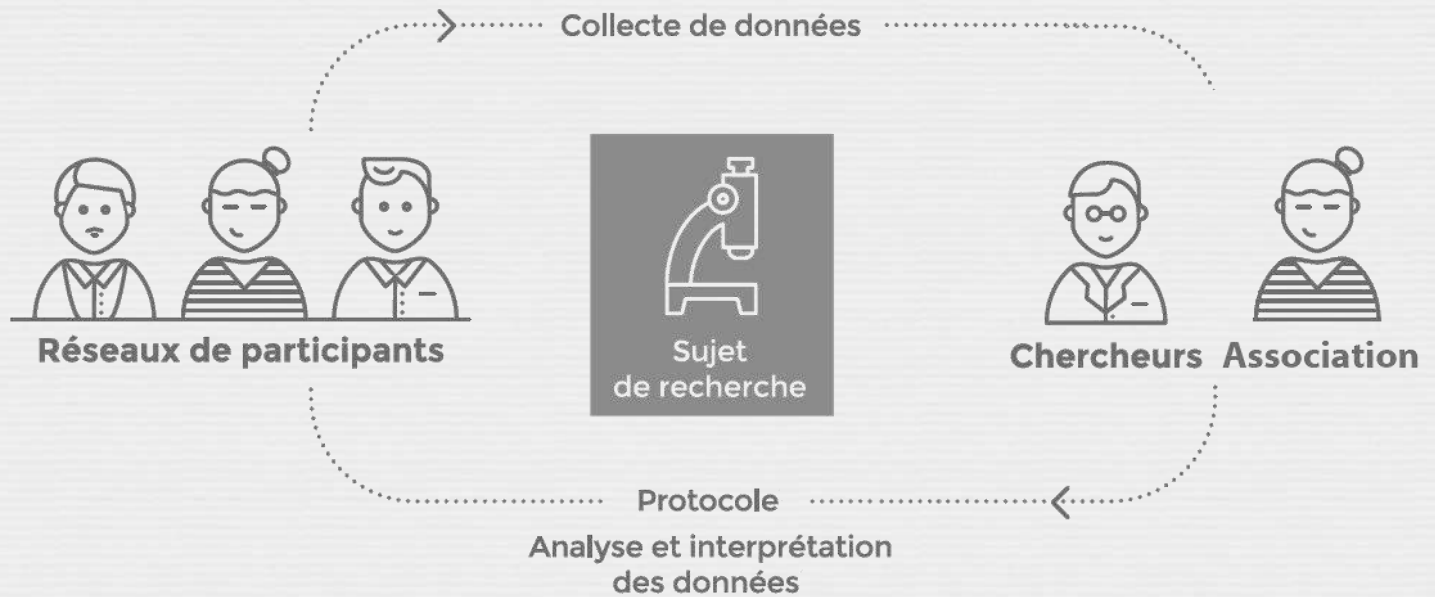 Collecte de données
Réseaux de participants
Sujet
de recherche
Chercheurs Association
Protocole
Analyse et interprétation
des données